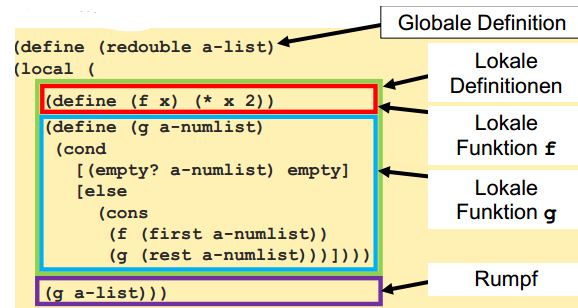 Globale Definition
(define (redouble a-list)
(local (
Lokale
Definitionen
(define (f x) (* x 2))
Lokale
Funktion f
(define (g a-numlist)
(cond
[(empty? a-numlist) empty]
[else
(cons
(f (first a-numlist))
(g (rest a-numlist)))])))
Lokale
Funktion g
(g a-list)))
Rumpf